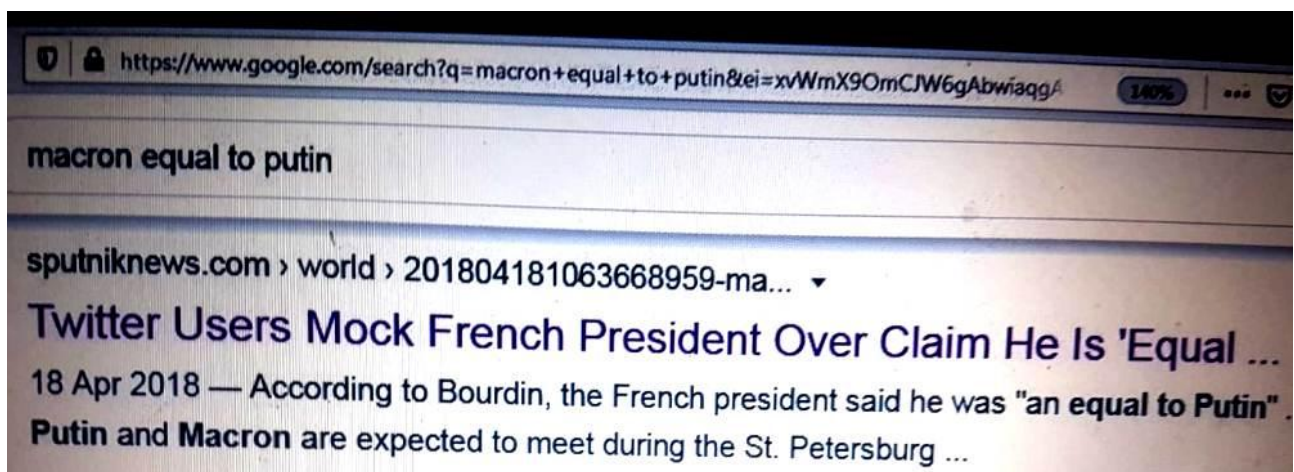 https://www.google.com/search?q=macron+equal+to+putin&ei=xvWmX9OmCJW6gAbwiaqgA 140%
macron equal to putin
sputniknews.com › world › 201804181063668959-ma...
Twitter Users Mock French President Over Claim He Is 'Equal ...
18 Apr 2018 — According to Bourdin, the French president said he was "an equal to Putin" .
Putin and Macron are expected to meet during the St. Petersburg ...